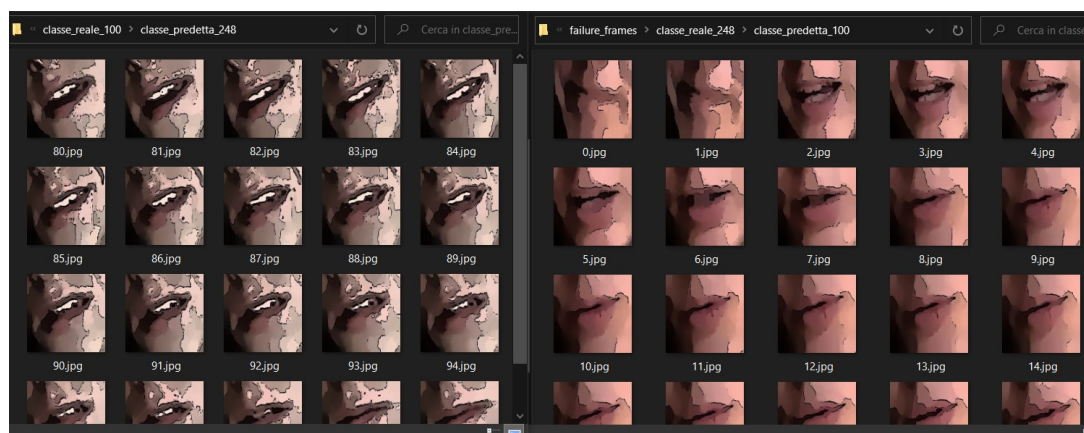 « classe_reale_100 > classe_predetta_248
Cerca in classe_pre...
80.jpg 81.jpg 82.jpg 83.jpg 84.jpg
85.jpg 86.jpg 87.jpg 88.jpg 89.jpg
90.jpg 91.jpg 92.jpg 93.jpg 94.jpg
« failure_frames > classe_reale_248 > classe_predetta_100
Cerca in classe
0.jpg 1.jpg 2.jpg 3.jpg 4.jpg
5.jpg 6.jpg 7.jpg 8.jpg 9.jpg
10.jpg 11.jpg 12.jpg 13.jpg 14.jpg